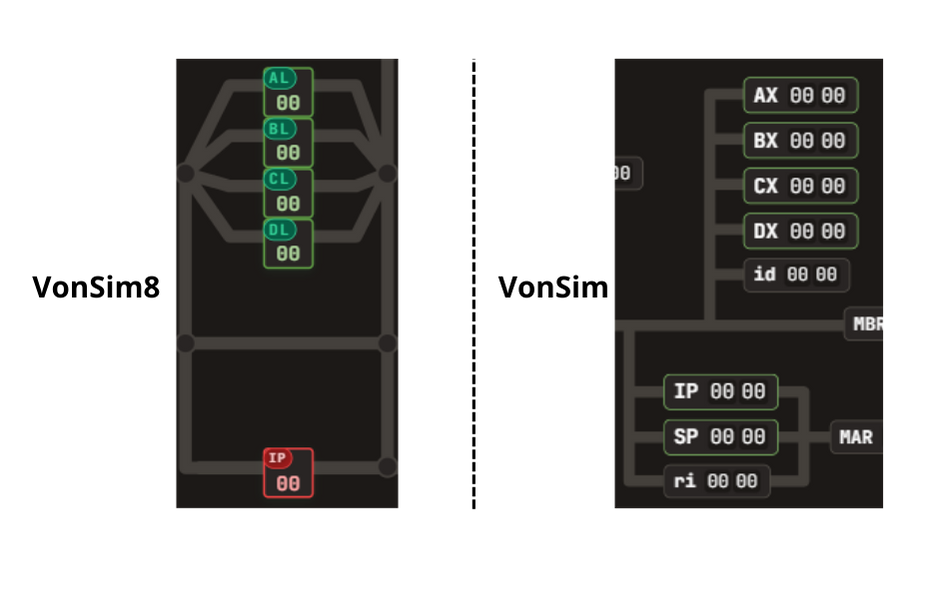 VonSim8
AL
00
BL
00
CL
00
DL
00
IP
00
VonSim
00
AX 00 00
BX 00 00
CX 00 00
DX 00 00
id 00 00
MBR
IP 00 00
SP 00 00
MAR
ri 00 00